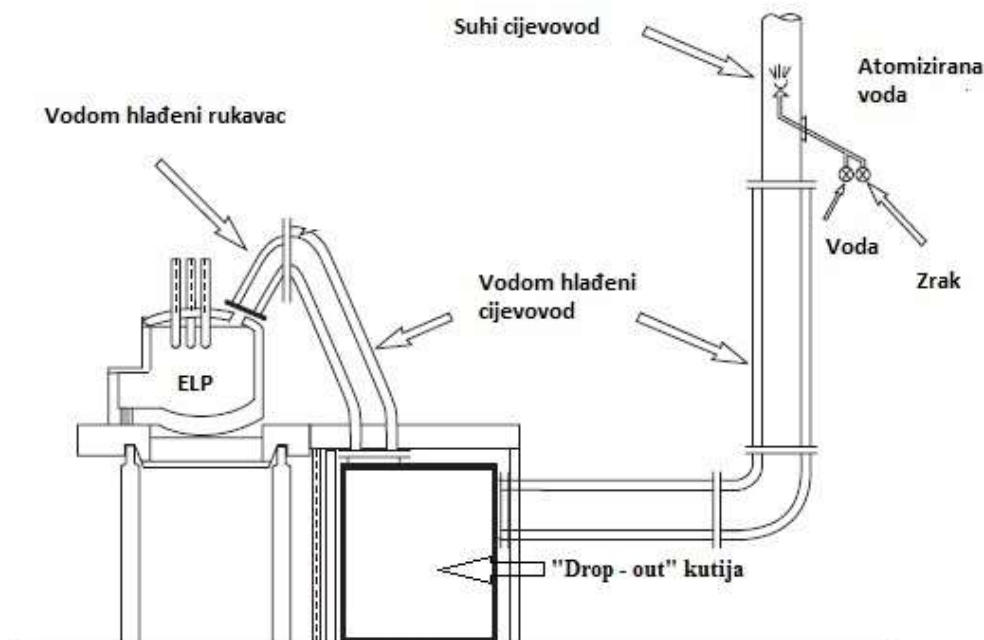 Suhi cijevovod
Atomizirana
voda
Vodom hlađeni rukavac
Voda
Zrak
Vodom hlađeni
cijevovod
ELP
"Drop - out" kutija